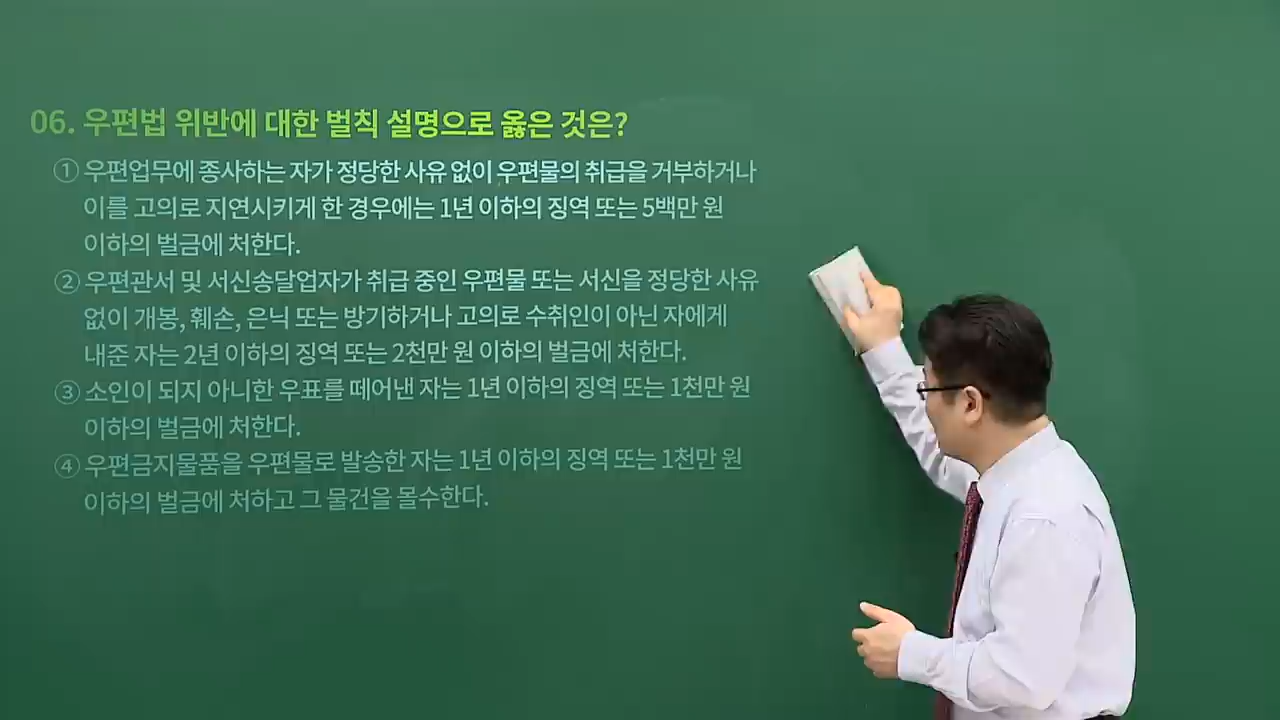 06. 우편법 위반에 대한 벌칙 설명으로 옳은 것은?
① 우편업무에 종사하는 자가 정당한 사유 없이 우편물의 취급을 거부하거나
이를 고의로 지연시키게 한 경우에는 1년 이하의 징역 또는 5백만 원
이하의 벌금에 처한다.
② 우편관서 및 서신송달업자가 취급 중인 우편물 또는 서신을 정당한 사유
없이 개봉, 훼손, 은닉 또는 방기하거나 고의로 수취인이 아닌 자에게
내준 자는 2년 이하의 징역 또는 2천만 원 이하의 벌금에 처한다.
③ 소인이 되지 아니한 우표를 떼어낸 자는 1년 이하의 징역 또는 1천만 원
이하의 벌금에 처한다.
④ 우편금지물품을 우편물로 발송한 자는 1년 이하의 징역 또는 1천만 원
이하의 벌금에 처하고 그 물건을 몰수한다.